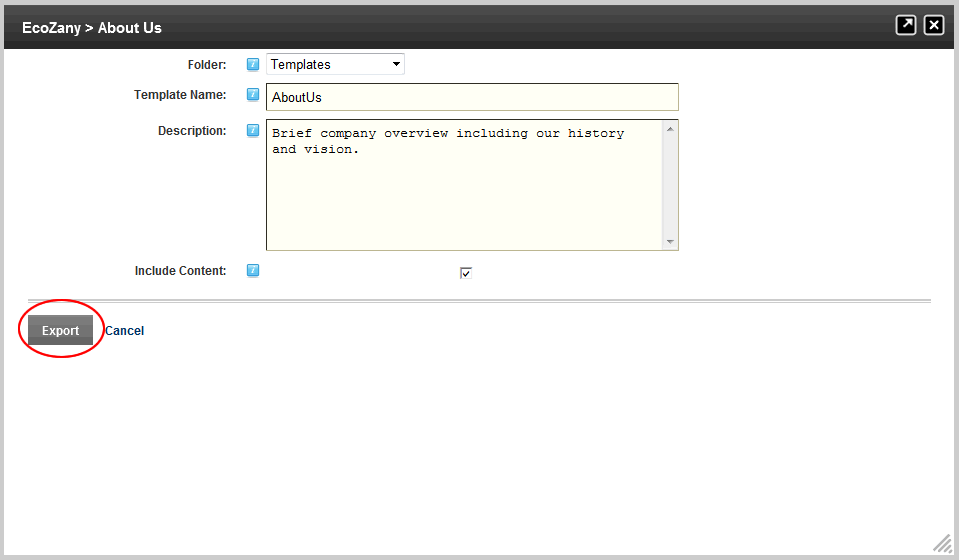 EcoZany > About Us
Folder: Templates
Template Name: AboutUs
Description: Brief company overview including our history
and vision.
Include Content:
Export Cancel